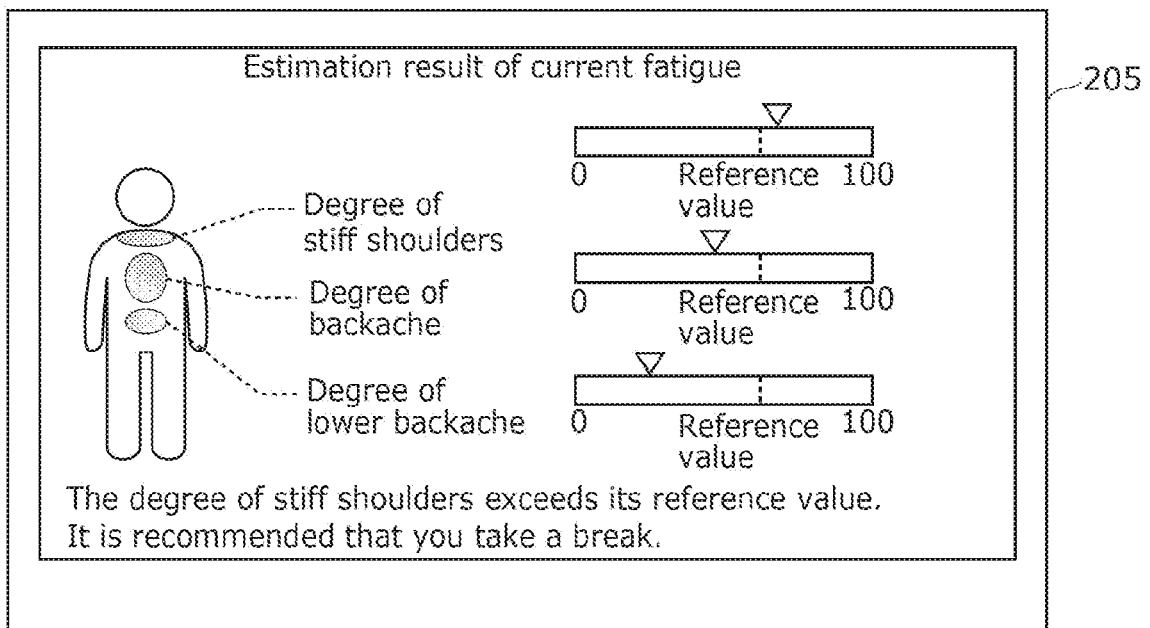 Estimation result of current fatigue
205
0 Reference 100
value
Degree of
stiff shoulders
0 Reference 100
value
Degree of
backache
0 Reference 100
value
Degree of
lower backache
The degree of stiff shoulders exceeds its reference value.
It is recommended that you take a break.